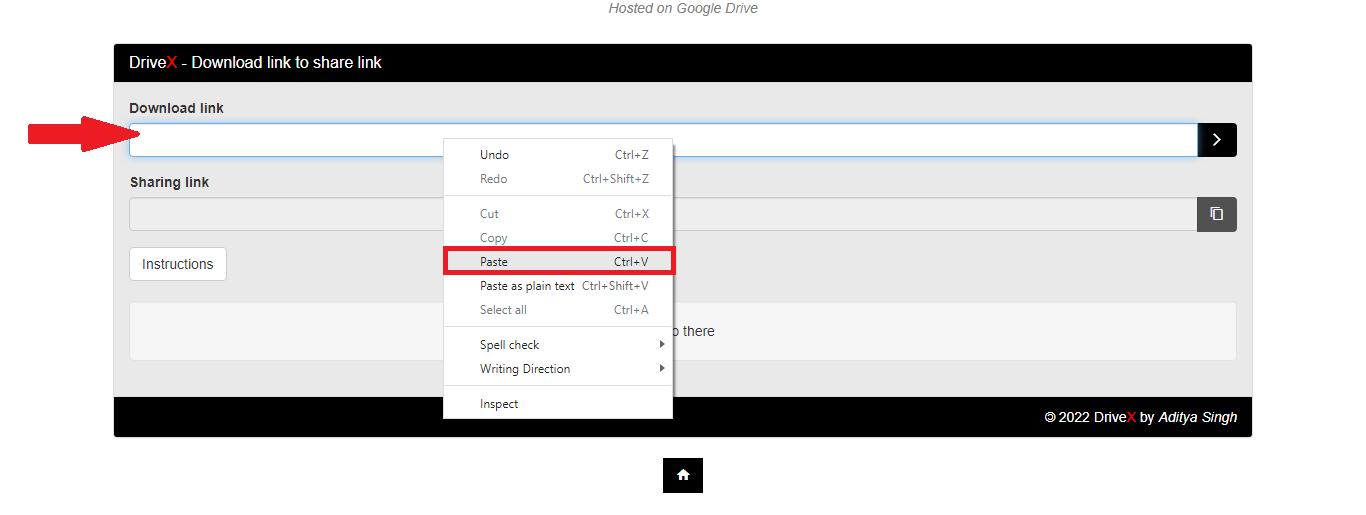 Hosted on Google Drive
DriveX - Download link to share link
Download link
Undo Ctrl+Z
Redo Ctrl+Shift+Z
Sharing link
Cut Ctrl+X
Copy Ctrl+C
Paste Ctrl+V
Instructions
Paste as plain text Ctrl+Shift+V
Select all Ctrl+A
there
Spell check
Writing Direction
Inspect
© 2022 DriveX by Aditya Singh